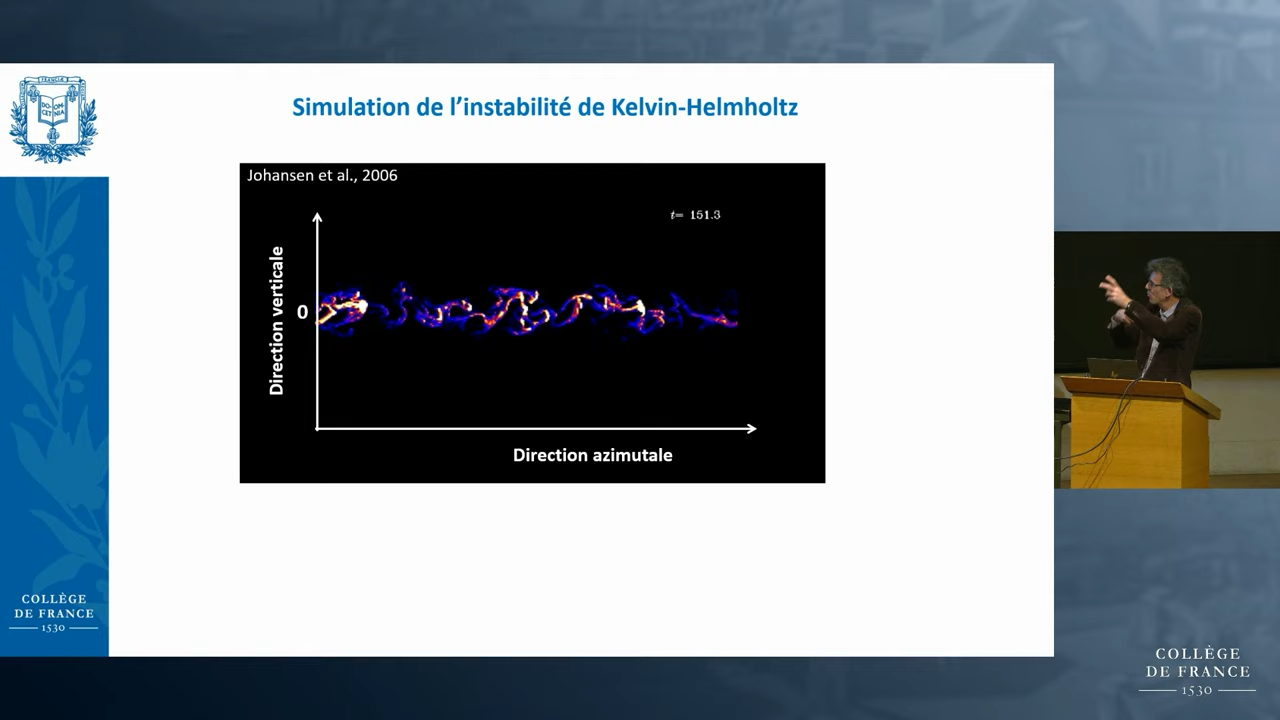 Simulation de l'instabilité de Kelvin-Helmholtz
Johansen et al., 2006
t= 151.3
Direction verticale
0
Direction azimutale
COLLÈGE
DE FRANCE
1530
COLLÈGE
DE FRANCE
1530